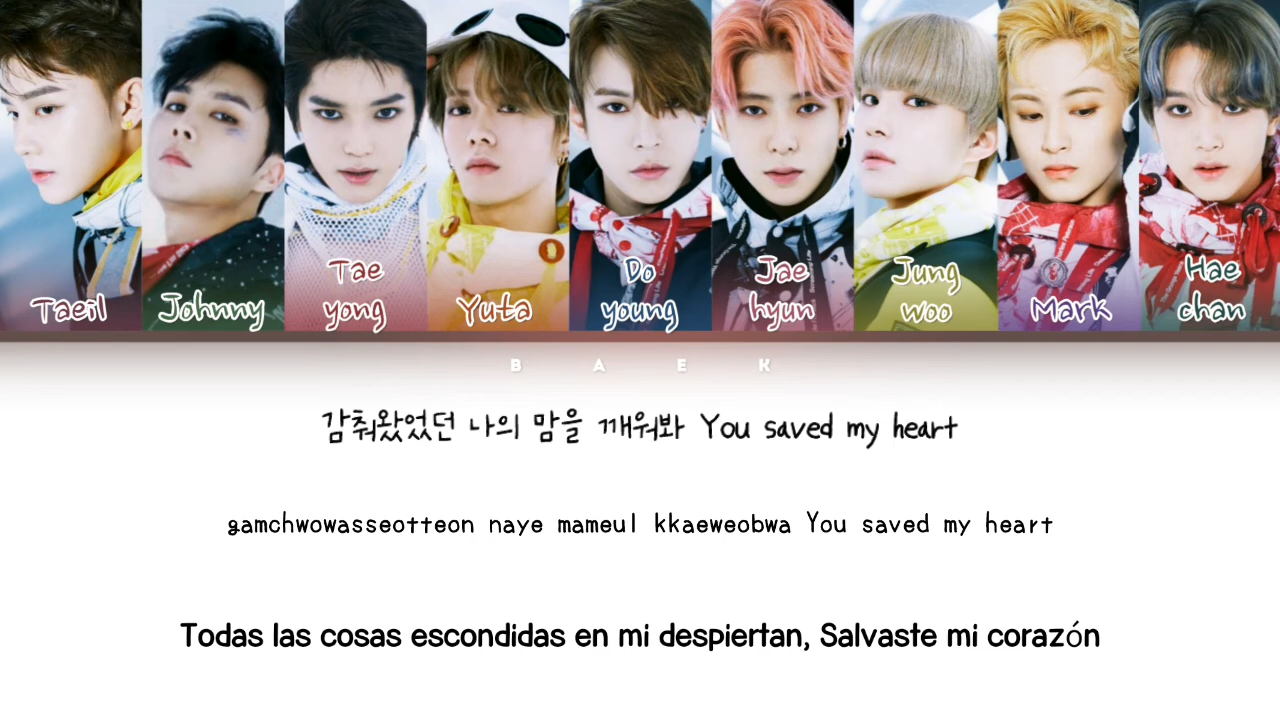 Taeil
Johnny
Tae
yong
Yuta
Do
young
Jae
hyun
Jung
woo
Mark
Hae
chan
B A E K
감춰왔었던 나의 맘을 깨워봐 You saved my heart
gamchwowasseotteon naye mameul kkaeweobwa You saved my heart
Todas las cosas escondidas en mi despiertan, Salvaste mi corazón